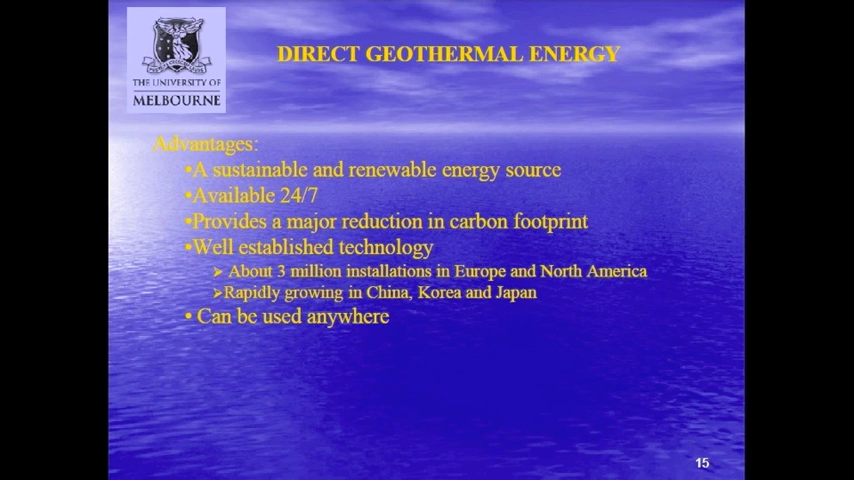 THE UNIVERSITY OF
MELBOURNE
DIRECT GEOTHERMAL ENERGY
Advantages:
•A sustainable and renewable energy source
•Available 24/7
•Provides a major reduction in carbon footprint
•Well established technology
➢ About 3 million installations in Europe and North America
➢Rapidly growing in China, Korea and Japan
• Can be used anywhere
15